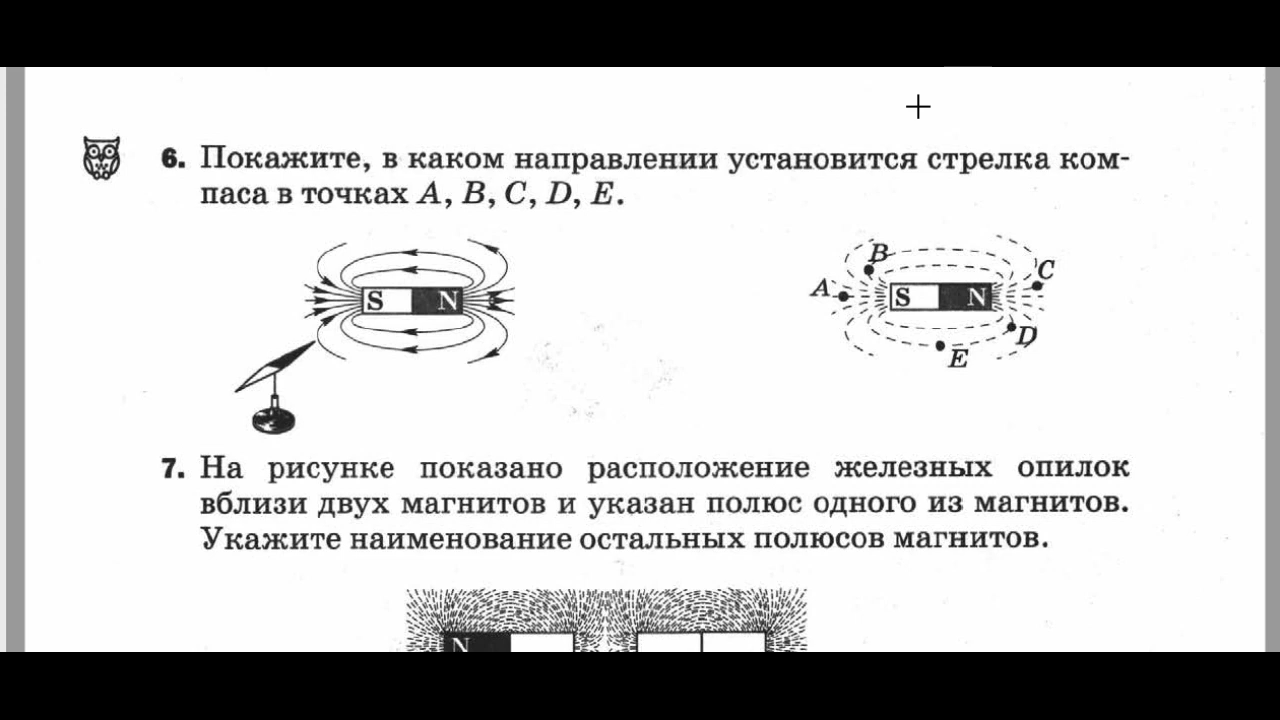 6. Покажите, в каком направлении установится стрелка ком-
паса в точках A, B, C, D, E.
S N
B
A
C
S N
D
E
7. На рисунке показано расположение железных опилок
вблизи двух магнитов и указан полюс одного из магнитов.
Укажите наименование остальных полюсов магнитов.
N